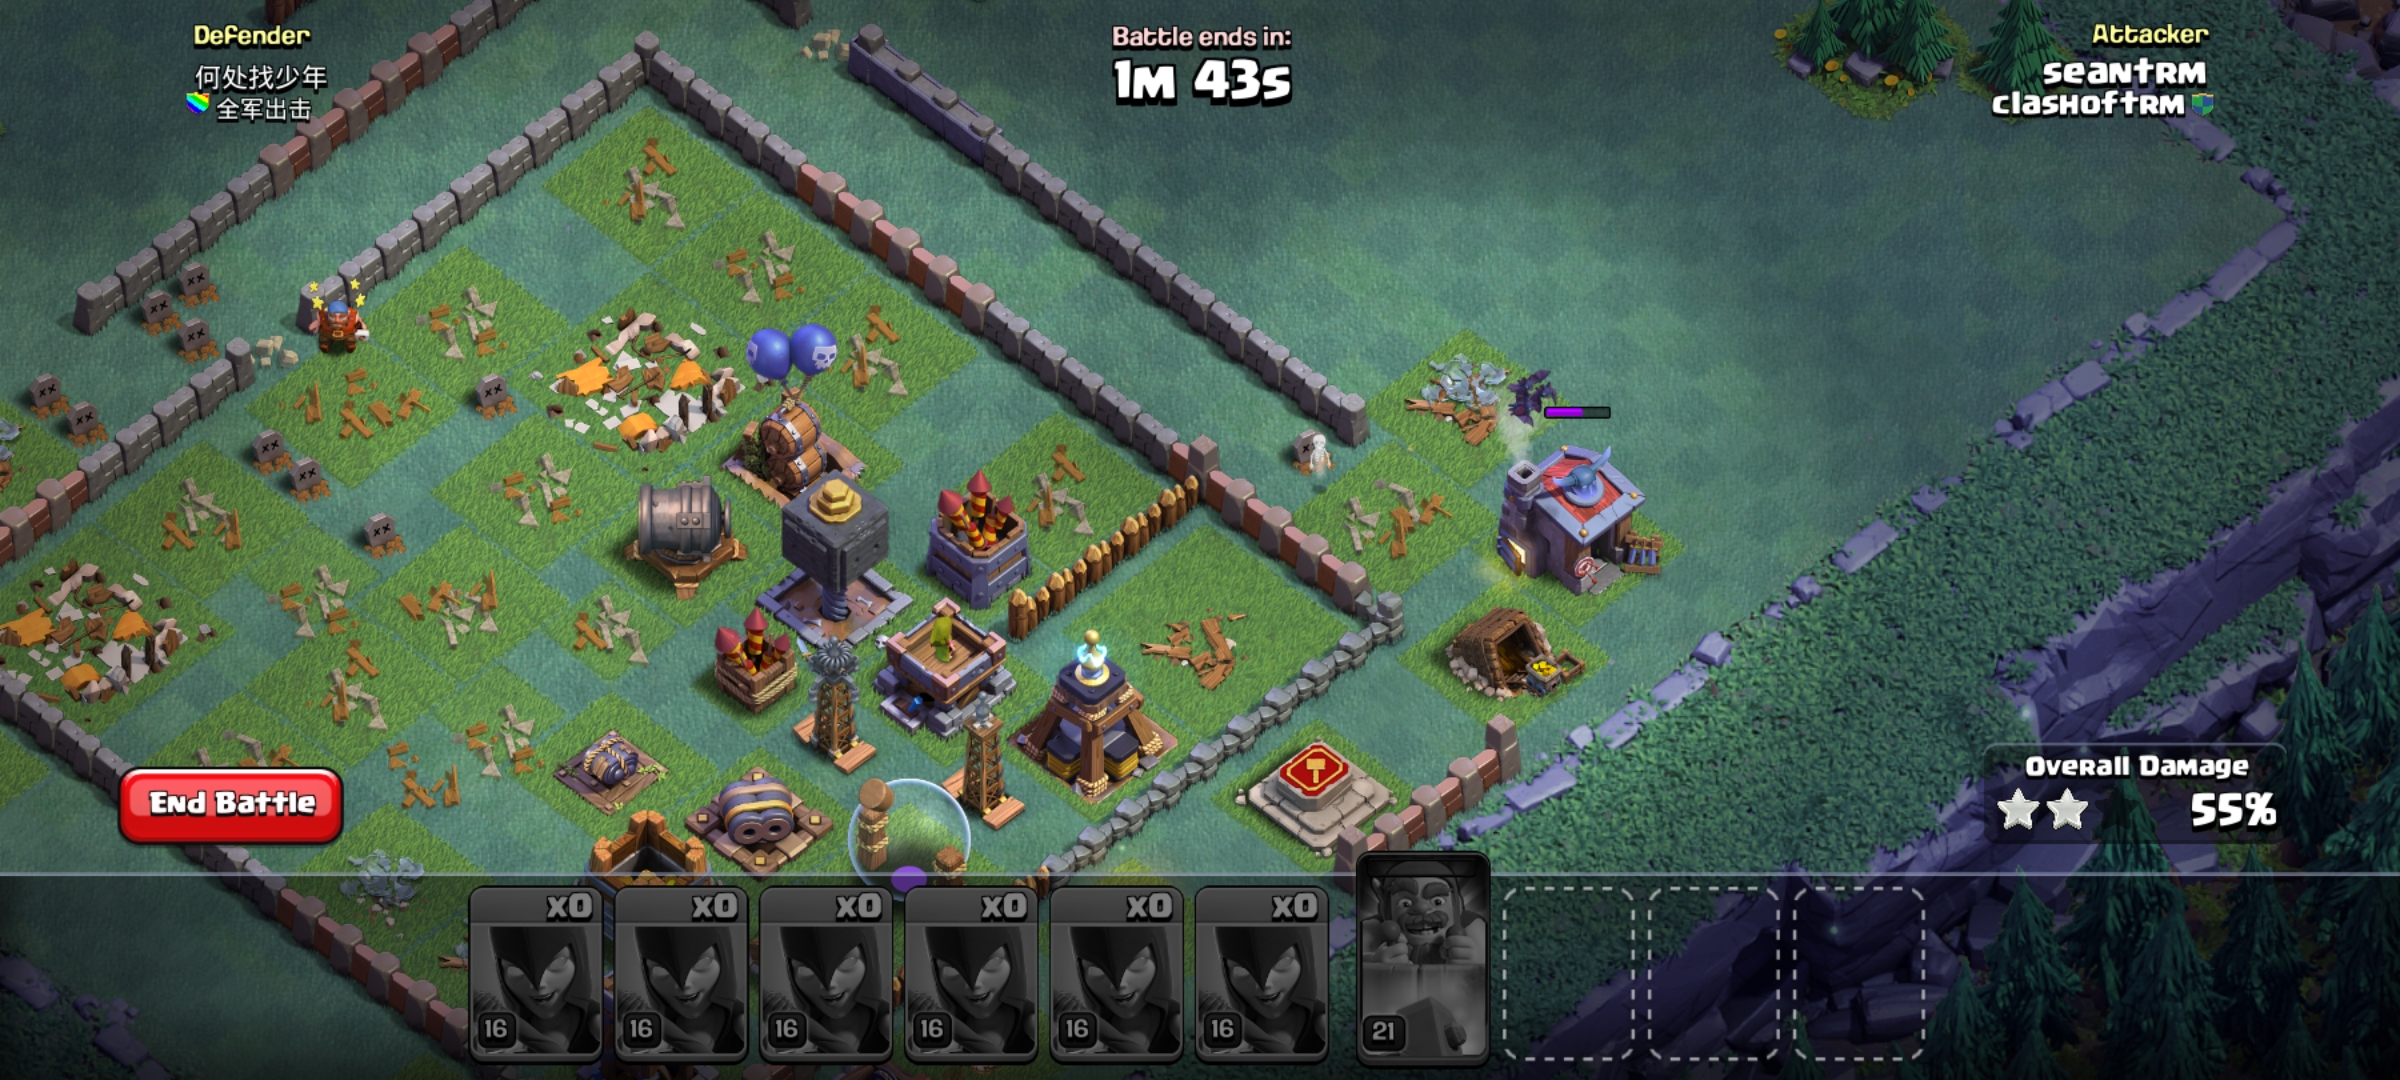 Defender
何处找少年
全军出击
Battle ends in:
1M 43s
Attacker
seantRM
clashoftRM
End Battle
Overall Damage
55%
x0
x0
x0
x0
x0
x0
16
16
16
16
16
16
21